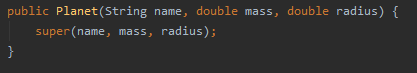 public Planet(String name, double mass, double radius) {
    super(name, mass, radius);
}